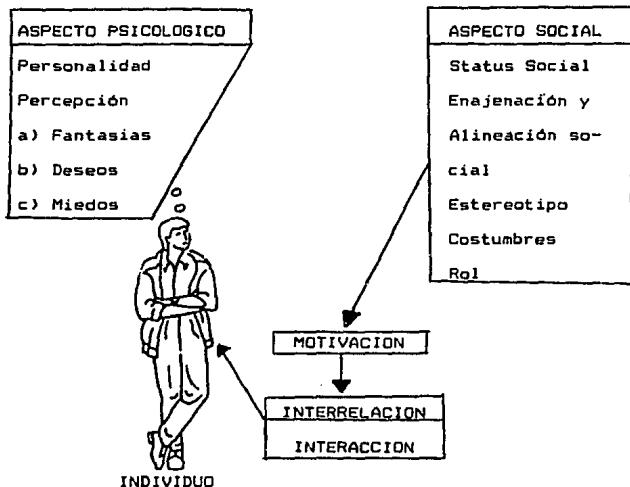 ASPECTO PSICOLOGICO
Personalidad
Percepción
a) Fantasias
b) Deseos
c) Miedos
ASPECTO SOCIAL
Status Social
Enajenación y
Alineación so-
cial
Estereotipo
Costumbres
Rol
MOTIVACION
INTERRELACION
INTERACCION
INDIVIDUO